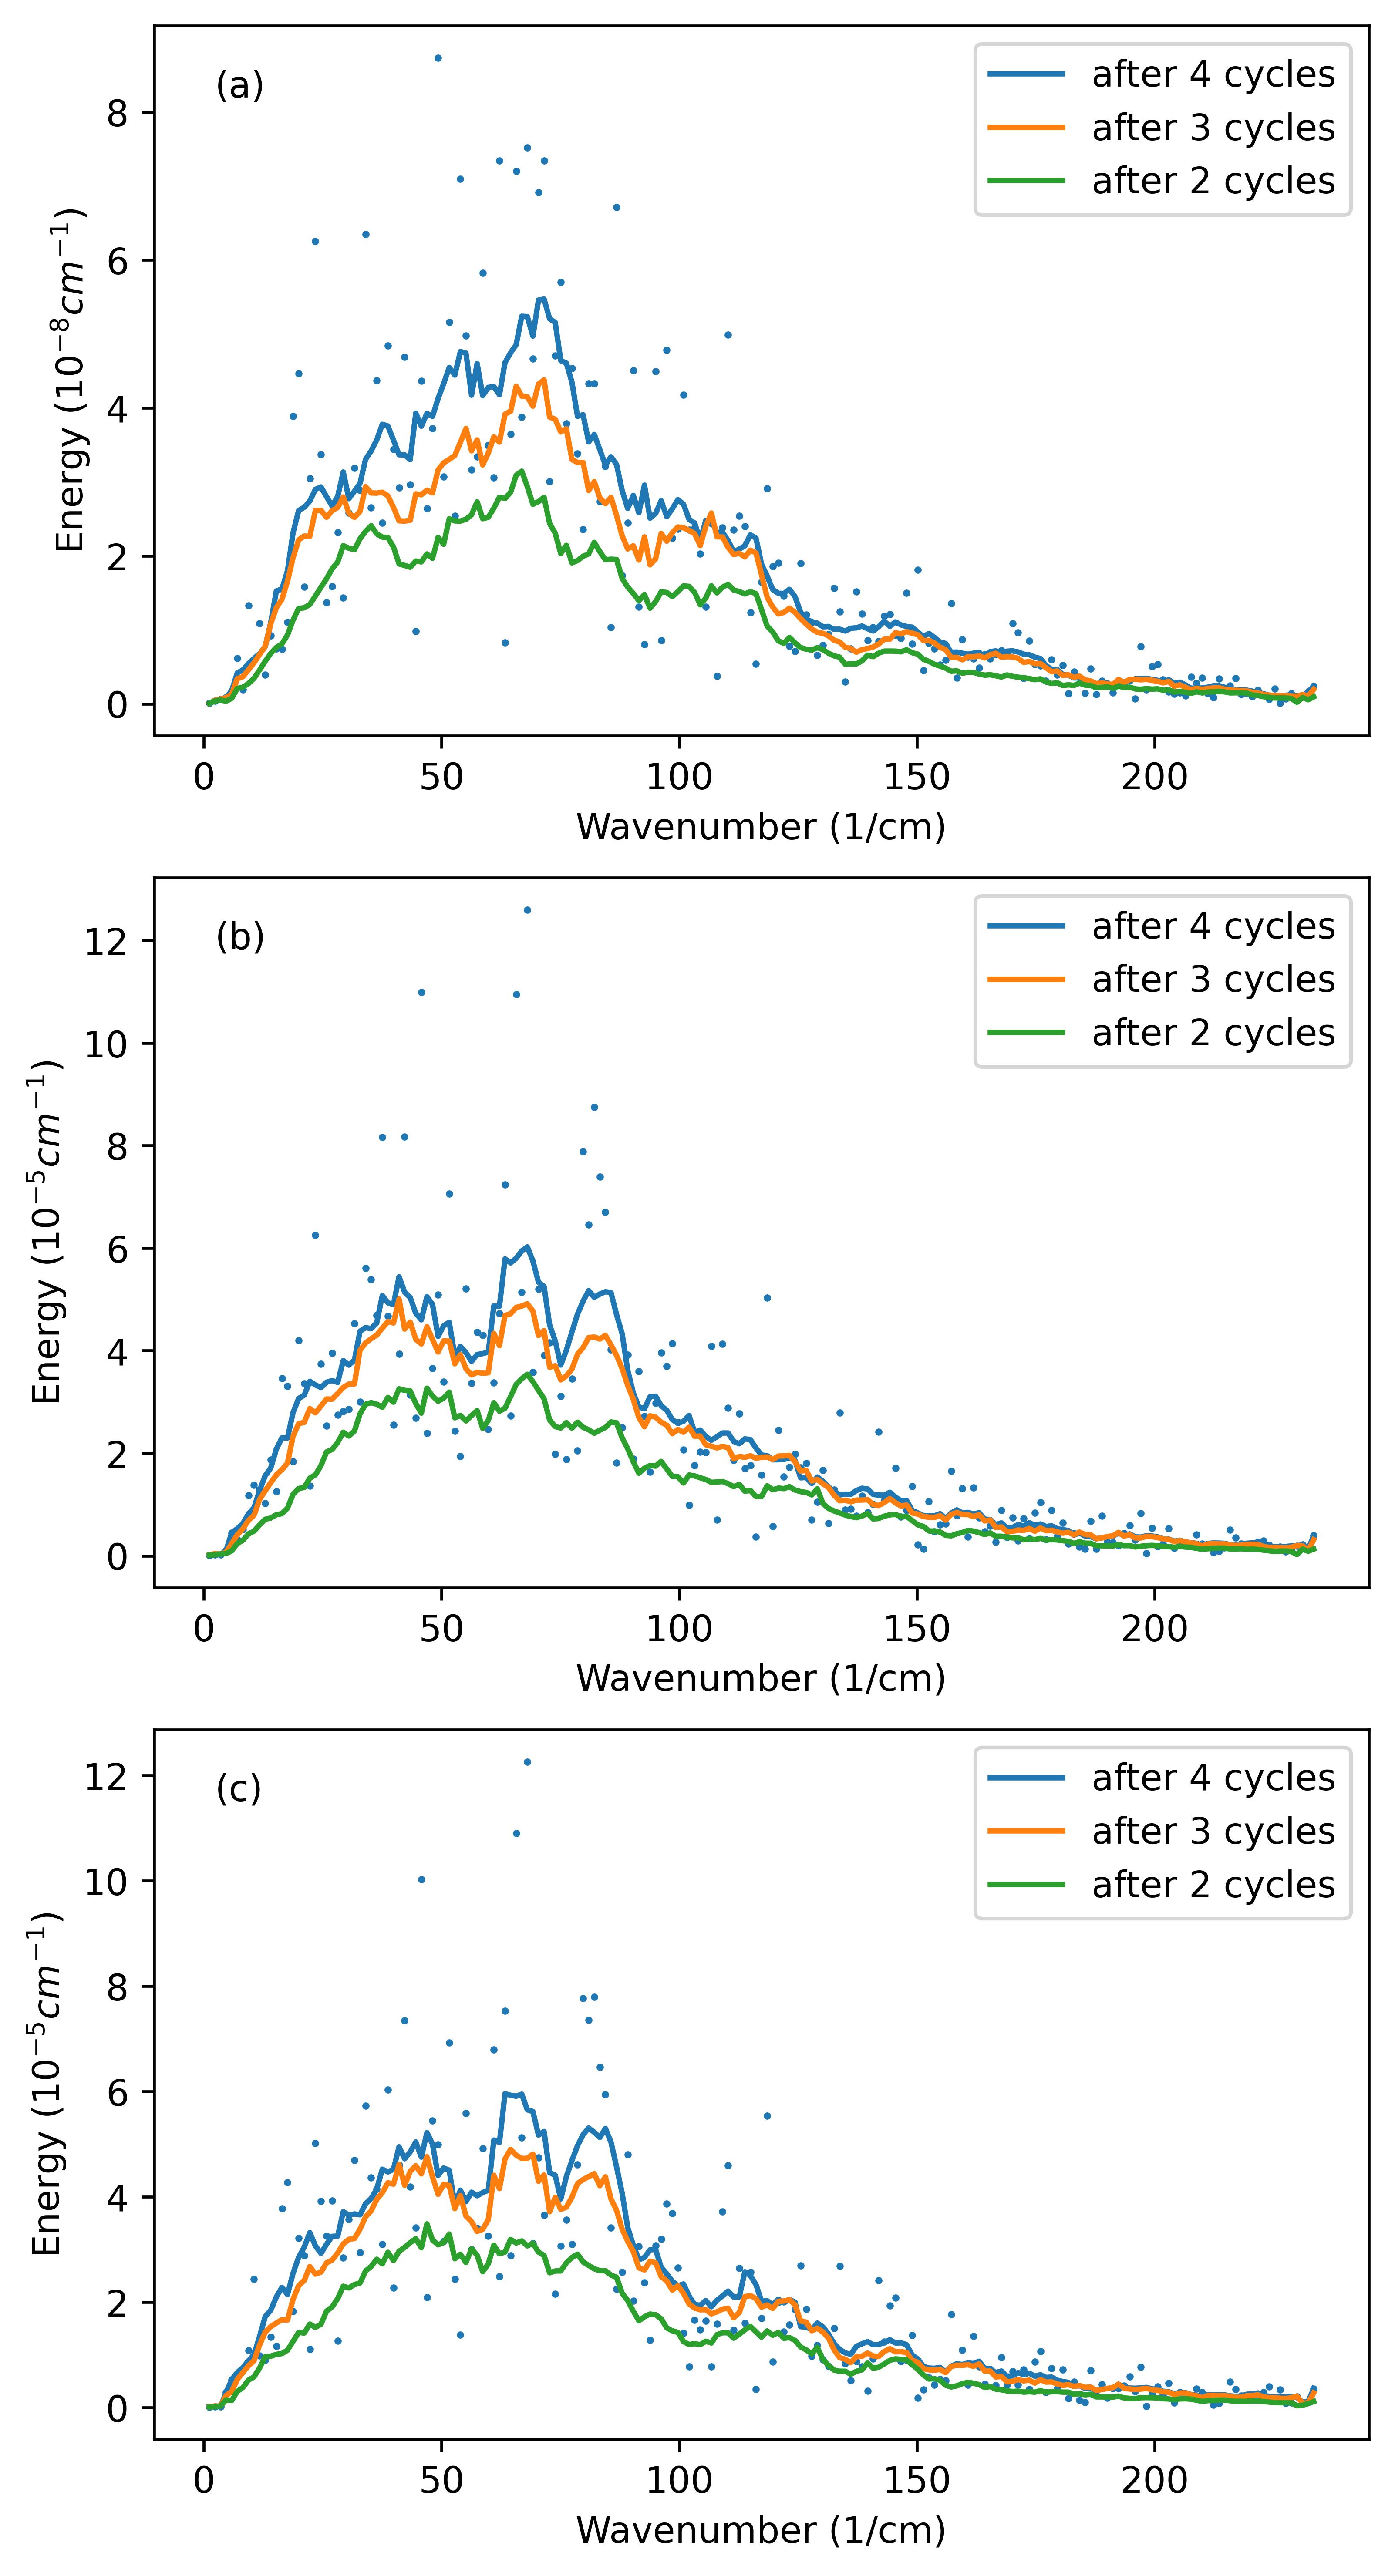 (a)
after 4 cycles
after 3 cycles
after 2 cycles
8
6
4
2
0
Energy (10⁻⁸cm⁻¹)
0 50 100 150 200
Wavenumber (1/cm)
(b)
after 4 cycles
after 3 cycles
after 2 cycles
12
10
8
6
4
2
0
Energy (10⁻⁵cm⁻¹)
0 50 100 150 200
Wavenumber (1/cm)
(c)
after 4 cycles
after 3 cycles
after 2 cycles
12
10
8
6
4
2
0
Energy (10⁻⁵cm⁻¹)
0 50 100 150 200
Wavenumber (1/cm)